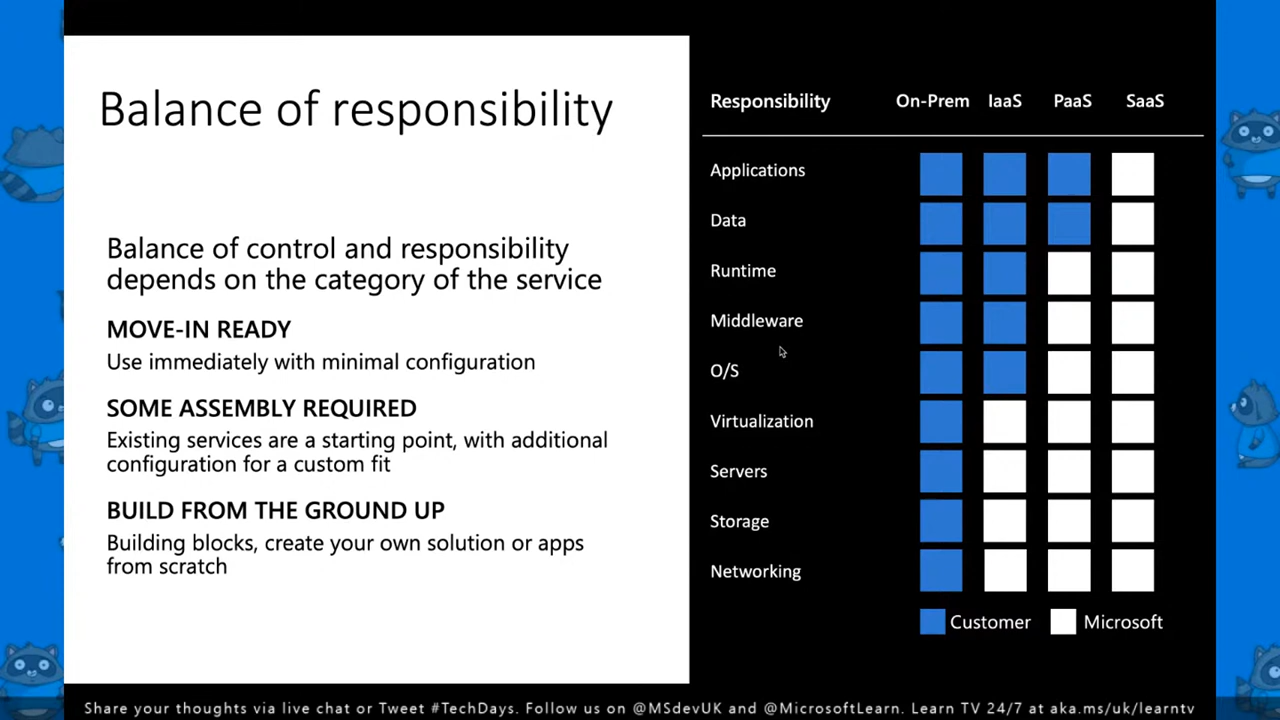 Balance of responsibility
Balance of control and responsibility
depends on the category of the service
MOVE-IN READY
Use immediately with minimal configuration
SOME ASSEMBLY REQUIRED
Existing services are a starting point, with additional
configuration for a custom fit
BUILD FROM THE GROUND UP
Building blocks, create your own solution or apps
from scratch
Responsibility On-Prem IaaS PaaS SaaS
Applications
Data
Runtime
Middleware
O/S
Virtualization
Servers
Storage
Networking
Customer Microsoft
Share your thoughts via live chat or Tweet #TechDays. Follow us on @MSdevUK and @MicrosoftLearn. Learn TV 24/7 at aka.ms/uk/learntv